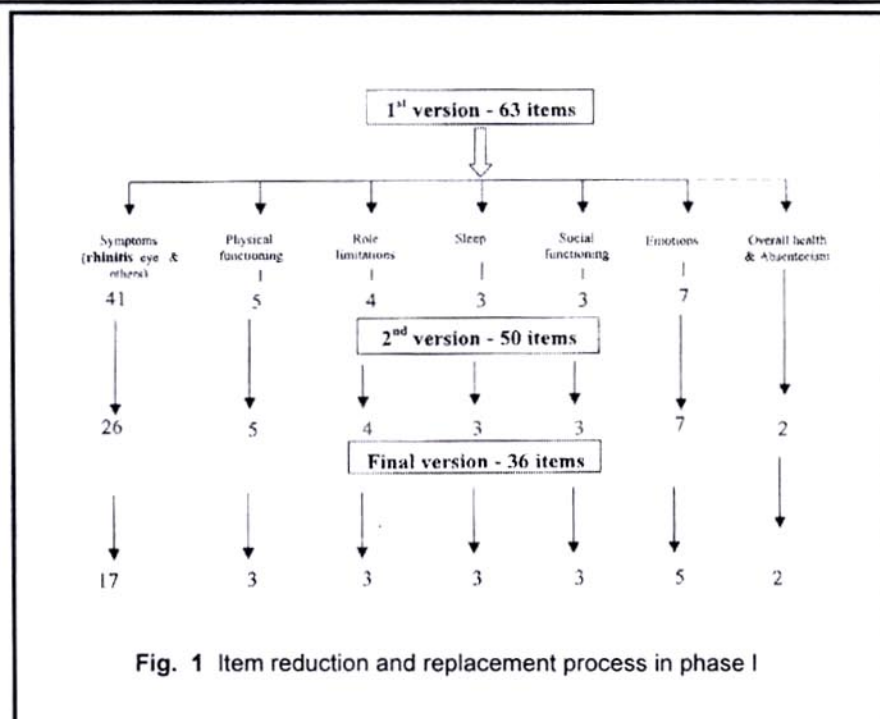 1st version - 63 items
Symptoms
(rhinitis eye &
others)
Physical
functioning
Role
limitations
Sleep
Social
functioning
Emotions
Overall health
& Absenteeism
41 5 4 3 3 7
2nd version - 50 items
26 5 4 3 3 7 2
Final version - 36 items
17 3 3 3 3 5 2
Fig. 1 Item reduction and replacement process in phase I